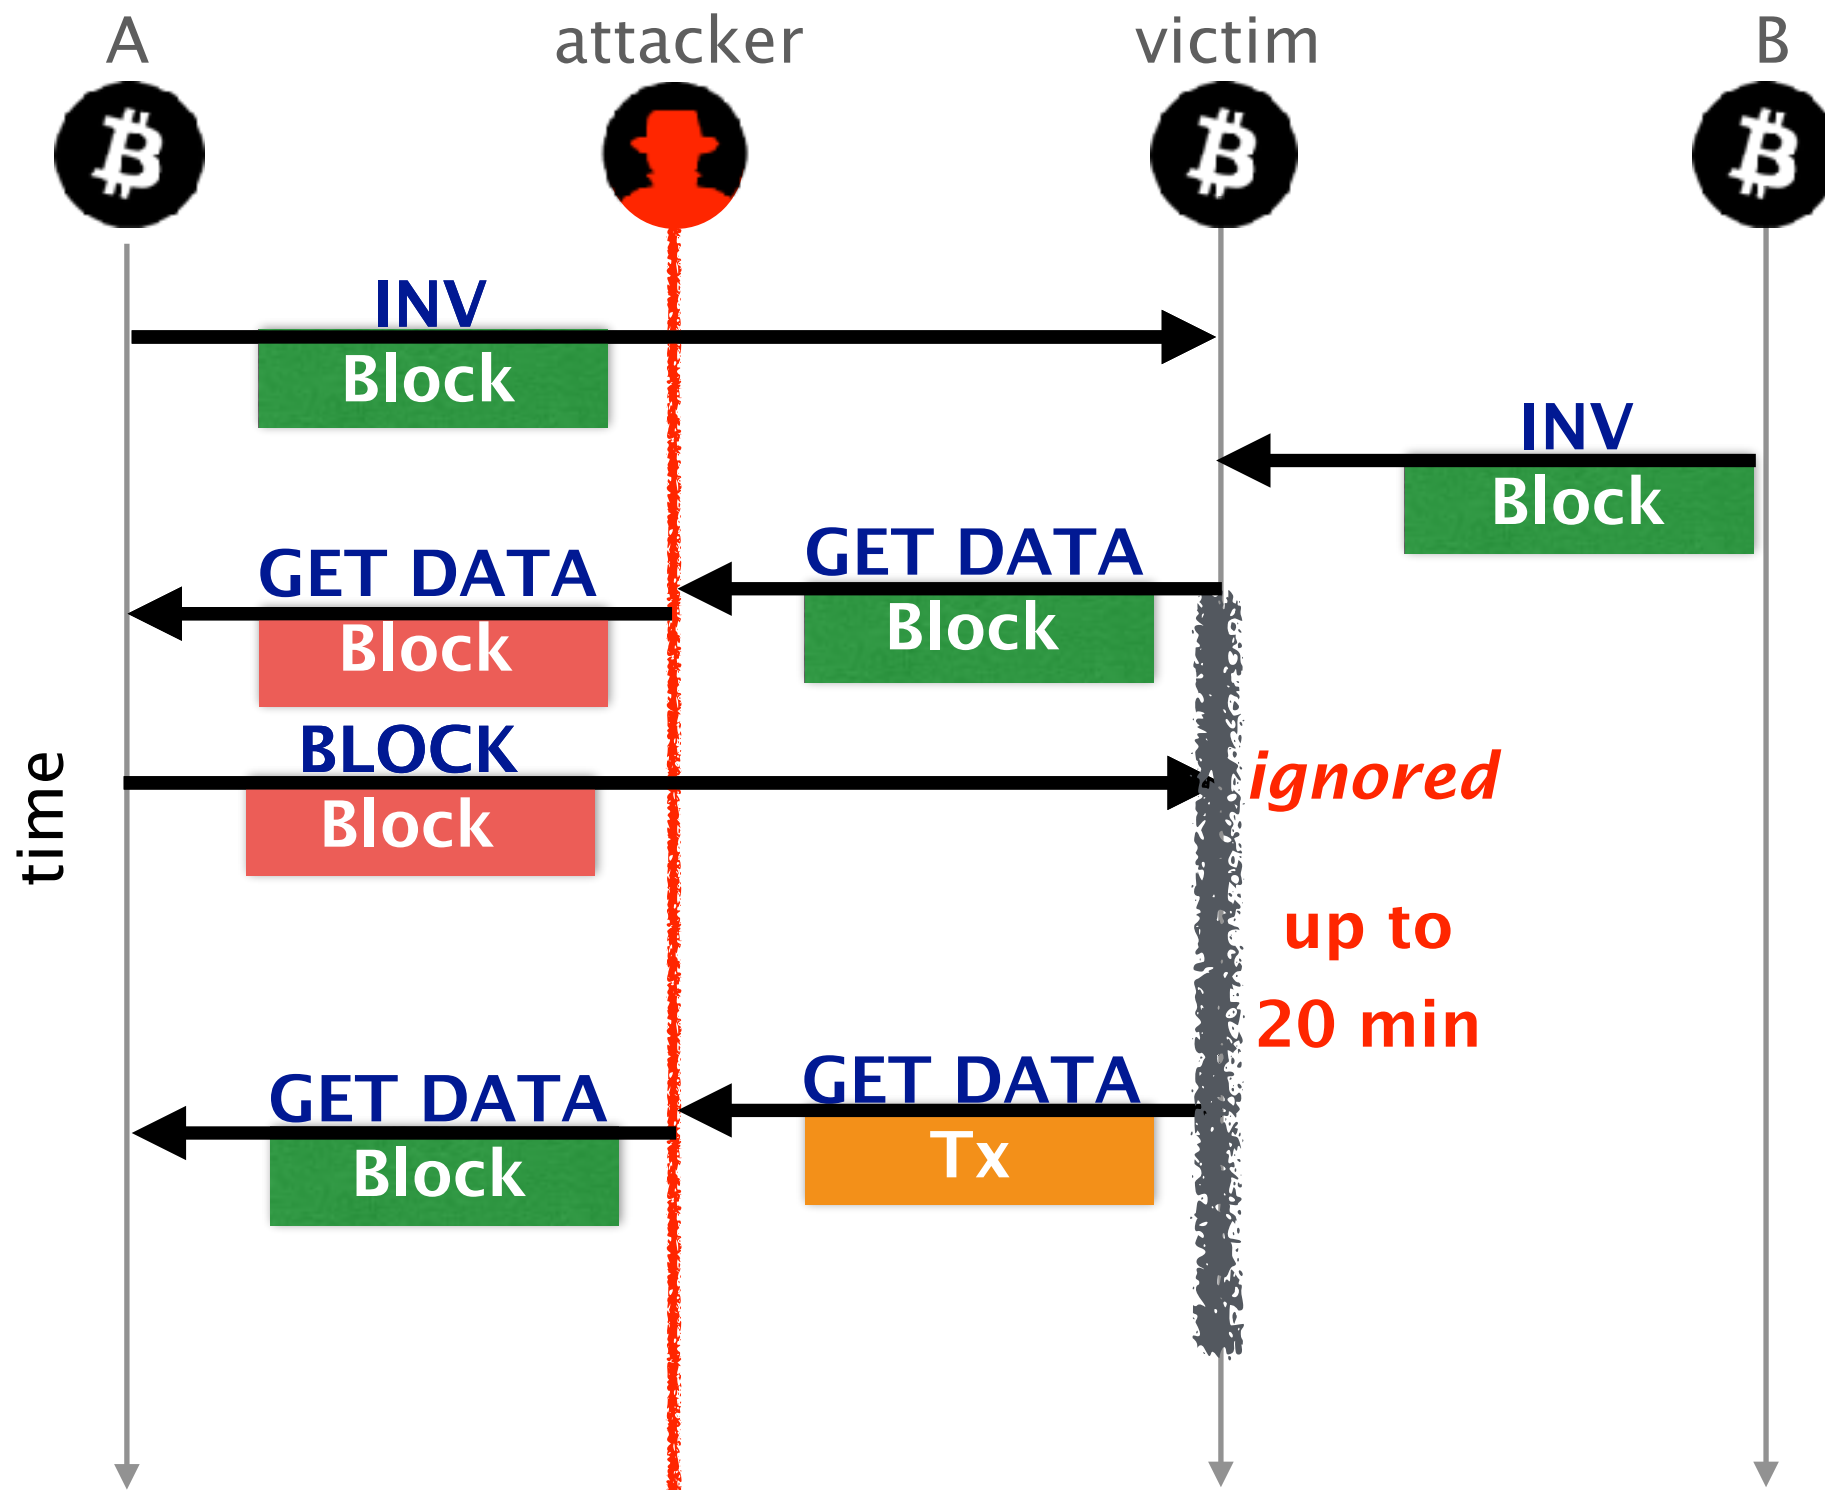 A
attacker
victim
B
INV
Block
INV
Block
GET DATA
Block
GET DATA
Block
BLOCK
Block
ignored
time
up to
20 min
GET DATA
Tx
GET DATA
Block